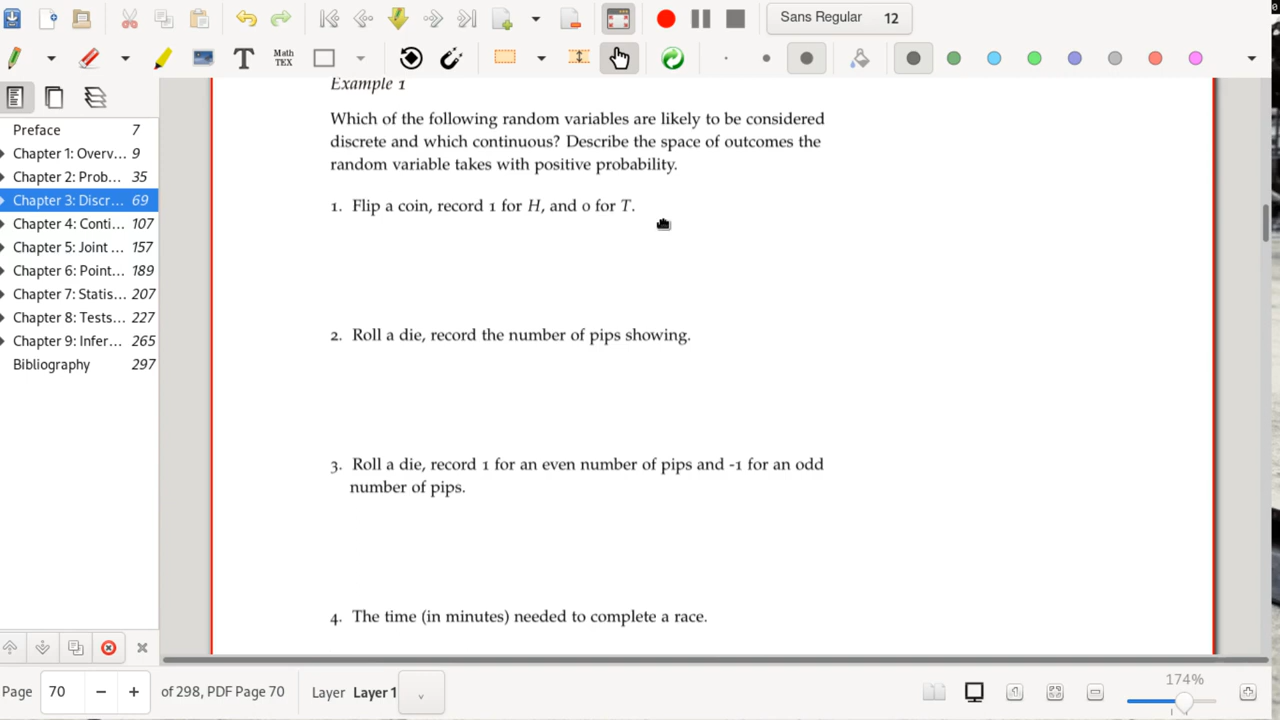 Sans Regular 12
Math
TEX
Preface 7
Chapter 1: Overv... 9
Chapter 2: Prob... 35
Chapter 3: Discr... 69
Chapter 4: Conti... 107
Chapter 5: Joint ... 157
Chapter 6: Point... 189
Chapter 7: Statis... 207
Chapter 8: Tests... 227
Chapter 9: Infer... 265
Bibliography 297
Example 1
Which of the following random variables are likely to be considered
discrete and which continuous? Describe the space of outcomes the
random variable takes with positive probability.
1. Flip a coin, record 1 for H, and 0 for T.
2. Roll a die, record the number of pips showing.
3. Roll a die, record 1 for an even number of pips and -1 for an odd
number of pips.
4. The time (in minutes) needed to complete a race.
Page 70 of 298, PDF Page 70 Layer Layer 1 174%